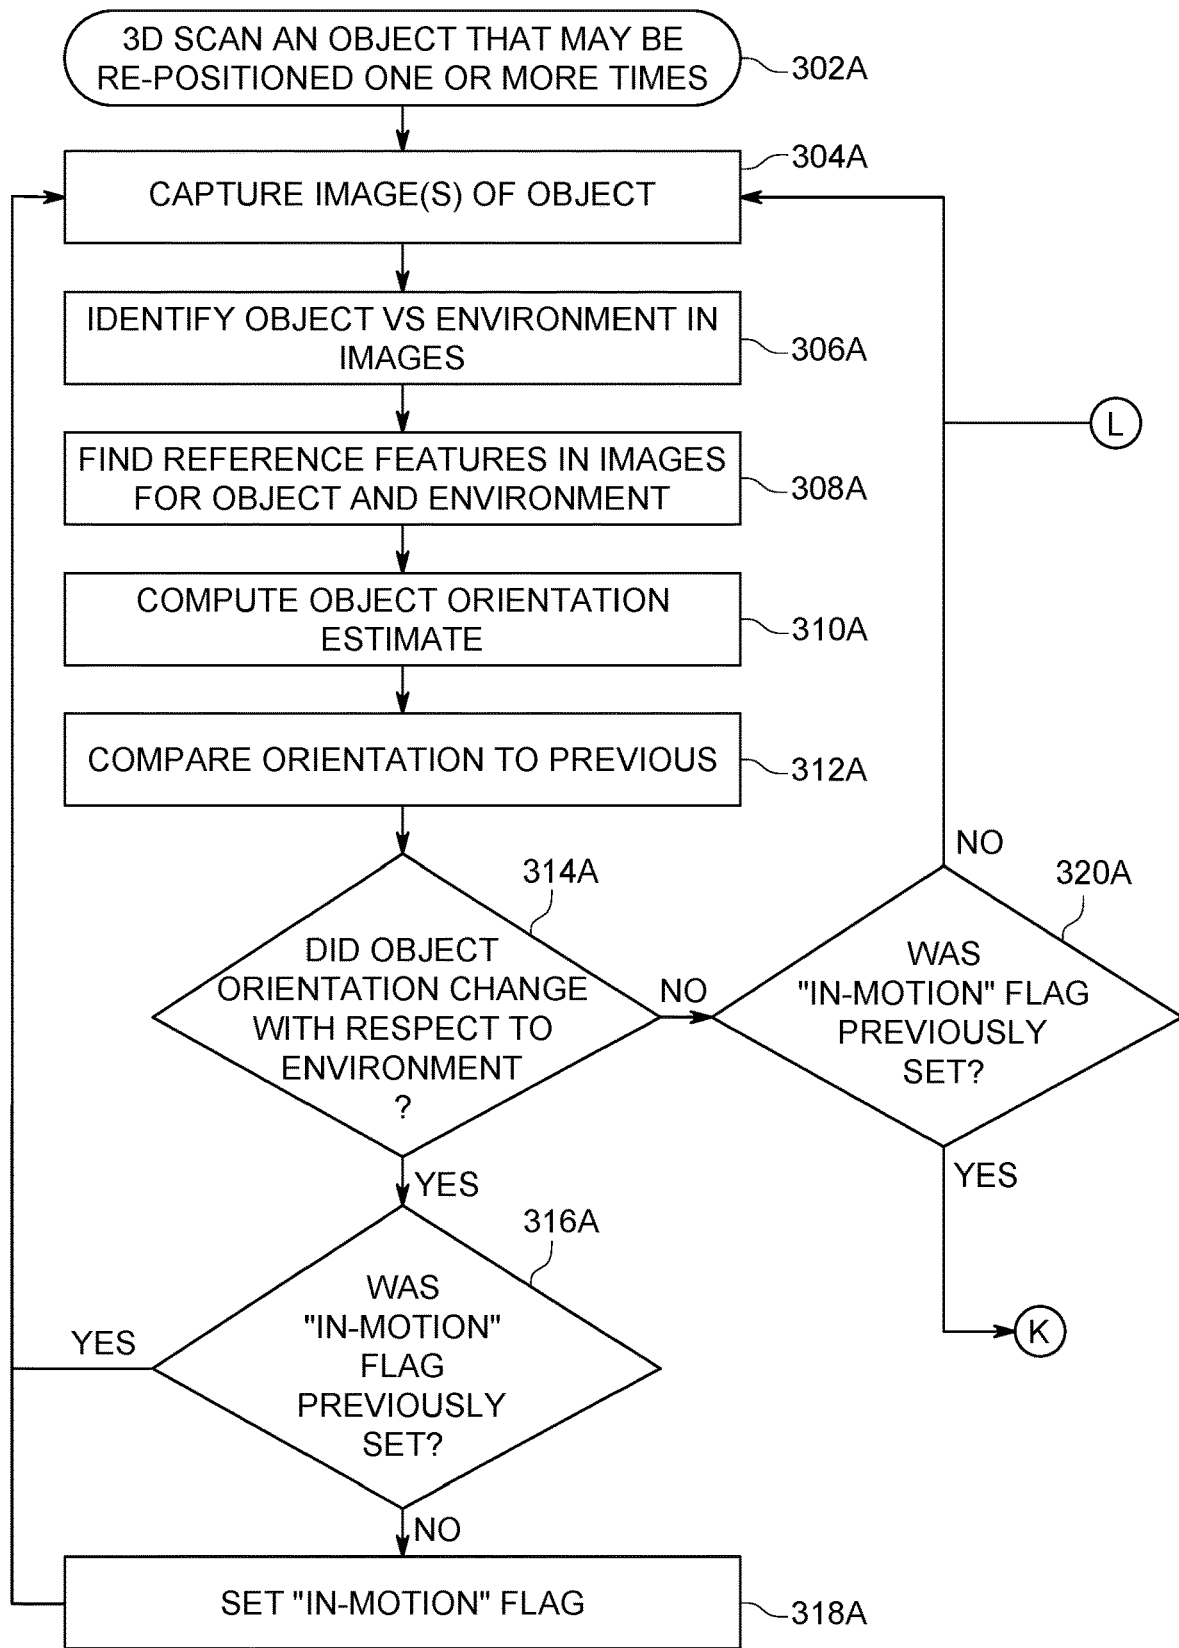 3D SCAN AN OBJECT THAT MAY BE
RE-POSITIONED ONE OR MORE TIMES
302A
304A
CAPTURE IMAGE(S) OF OBJECT
IDENTIFY OBJECT VS ENVIRONMENT IN
IMAGES
306A
L
FIND REFERENCE FEATURES IN IMAGES
FOR OBJECT AND ENVIRONMENT
308A
COMPUTE OBJECT ORIENTATION
ESTIMATE
310A
COMPARE ORIENTATION TO PREVIOUS
312A
314A
DID OBJECT
ORIENTATION CHANGE
WITH RESPECT TO
ENVIRONMENT
?
NO
NO
320A
WAS
"IN-MOTION" FLAG
PREVIOUSLY
SET?
YES
K
YES
316A
WAS
"IN-MOTION"
FLAG
PREVIOUSLY
SET?
YES
NO
SET "IN-MOTION" FLAG
318A